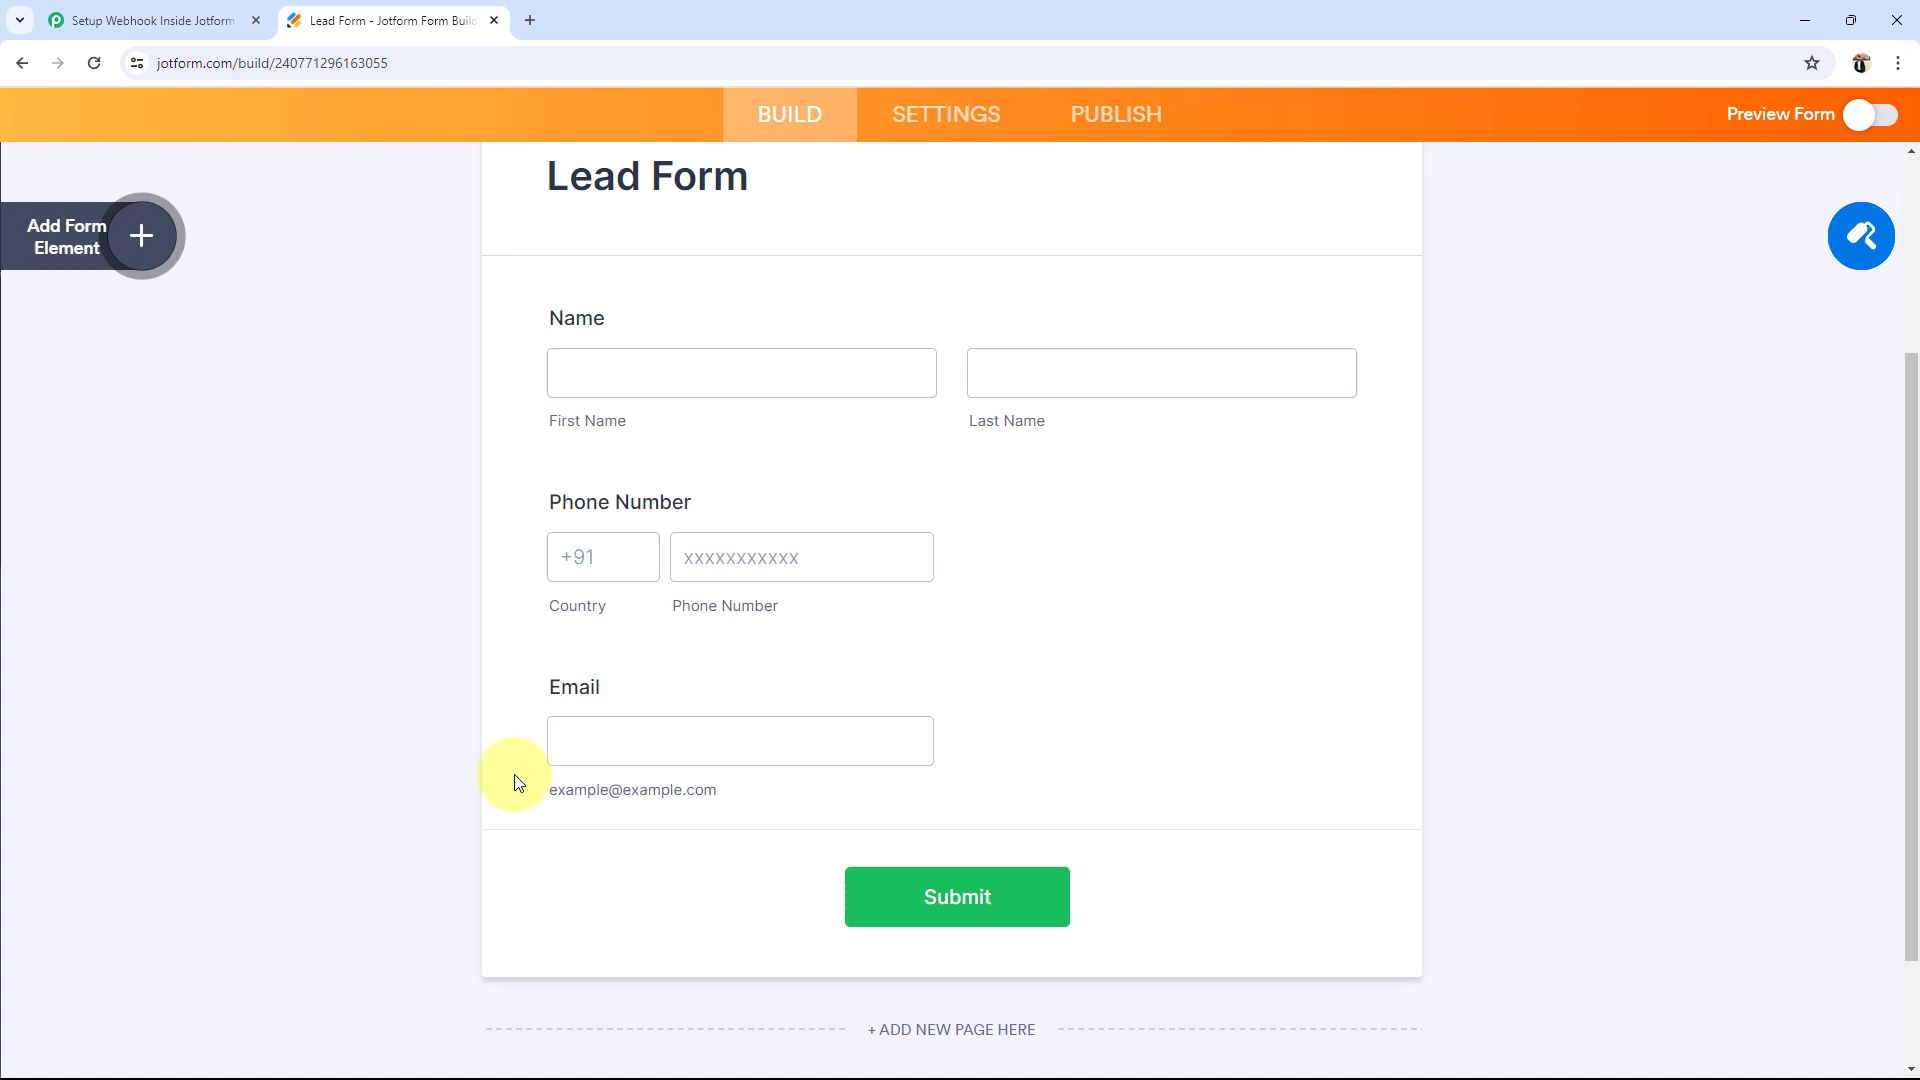 Setup Webhook Inside Jotform
Lead Form - Jotform Form Buil
jotform.com/build/240771296163055
BUILD
SETTINGS
PUBLISH
Preview Form
Lead Form
Add Form
Element
Name
First Name
Last Name
Phone Number
+91
xxxxxxxxxxx
Country
Phone Number
Email
example@example.com
Submit
+ ADD NEW PAGE HERE